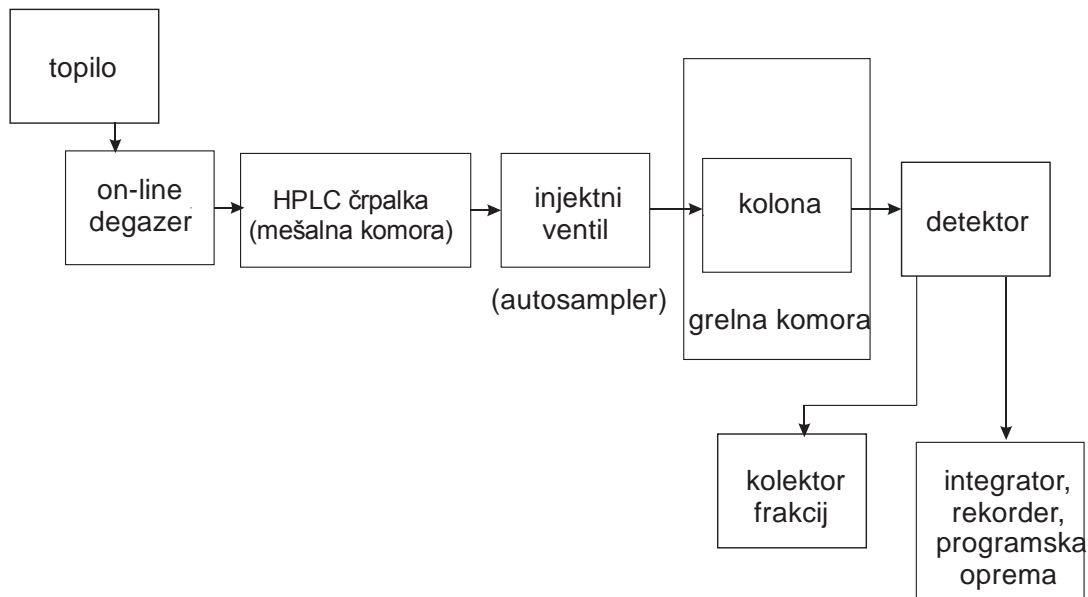 topilo
on-line
degazer
HPLC črpalka
(mešalna komora)
injektni
ventil
(autosampler)
kolona
grelna komora
detektor
kolektor
frakcij
integrator,
rekorder,
programska
oprema